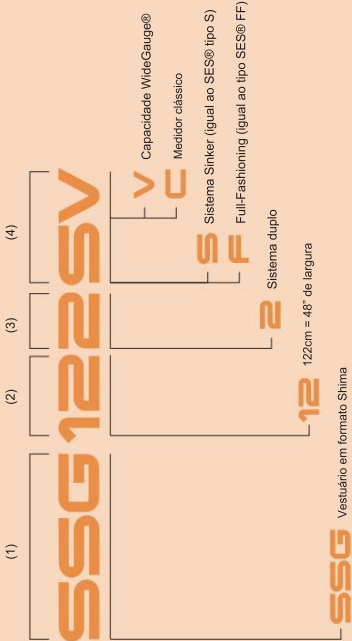 (1) (2) (3) (4)
SSG122SV
V Capacidade WideGauge®
C Medidor clássico
S Sistema Sinker (igual ao SES® tipo S)
F Full-Fashioning (igual ao tipo SES® FF)
2 Sistema duplo
12 122cm = 48" de largura
SSG Vestuário em formato Shima